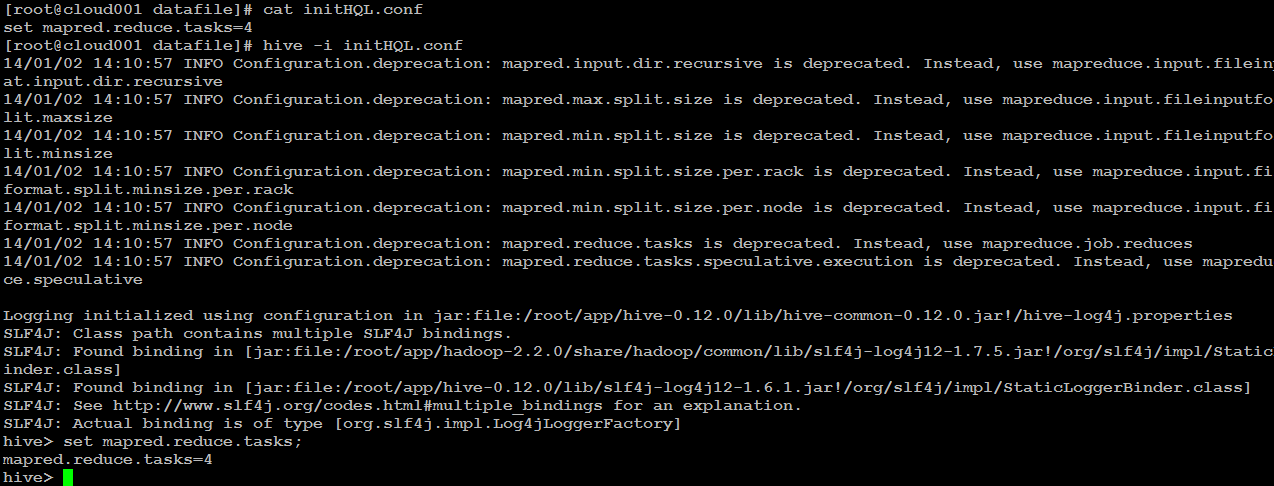 [root@cloud001 datafile]# cat initHQL.conf
set mapred.reduce.tasks=4
[root@cloud001 datafile]# hive -i initHQL.conf
14/01/02 14:10:57 INFO Configuration.deprecation: mapred.input.dir.recursive is deprecated. Instead, use mapreduce.input.fileinp
at.input.dir.recursive
14/01/02 14:10:57 INFO Configuration.deprecation: mapred.max.split.size is deprecated. Instead, use mapreduce.input.fileinputfo
lit.maxsize
14/01/02 14:10:57 INFO Configuration.deprecation: mapred.min.split.size is deprecated. Instead, use mapreduce.input.fileinputfo
lit.minsize
14/01/02 14:10:57 INFO Configuration.deprecation: mapred.min.split.size.per.rack is deprecated. Instead, use mapreduce.input.fi
format.split.minsize.per.rack
14/01/02 14:10:57 INFO Configuration.deprecation: mapred.min.split.size.per.node is deprecated. Instead, use mapreduce.input.fi
format.split.minsize.per.node
14/01/02 14:10:57 INFO Configuration.deprecation: mapred.reduce.tasks is deprecated. Instead, use mapreduce.job.reduces
14/01/02 14:10:57 INFO Configuration.deprecation: mapred.reduce.tasks.speculative.execution is deprecated. Instead, use mapredu
ce.speculative
Logging initialized using configuration in jar:file:/root/app/hive-0.12.0/lib/hive-common-0.12.0.jar!/hive-log4j.properties
SLF4J: Class path contains multiple SLF4J bindings.
SLF4J: Found binding in [jar:file:/root/app/hadoop-2.2.0/share/hadoop/common/lib/slf4j-log4j12-1.7.5.jar!/org/slf4j/impl/Static
inder.class]
SLF4J: Found binding in [jar:file:/root/app/hive-0.12.0/lib/slf4j-log4j12-1.6.1.jar!/org/slf4j/impl/StaticLoggerBinder.class]
SLF4J: See http://www.slf4j.org/codes.html#multiple_bindings for an explanation.
SLF4J: Actual binding is of type [org.slf4j.impl.Log4jLoggerFactory]
hive> set mapred.reduce.tasks;
mapred.reduce.tasks=4
hive>